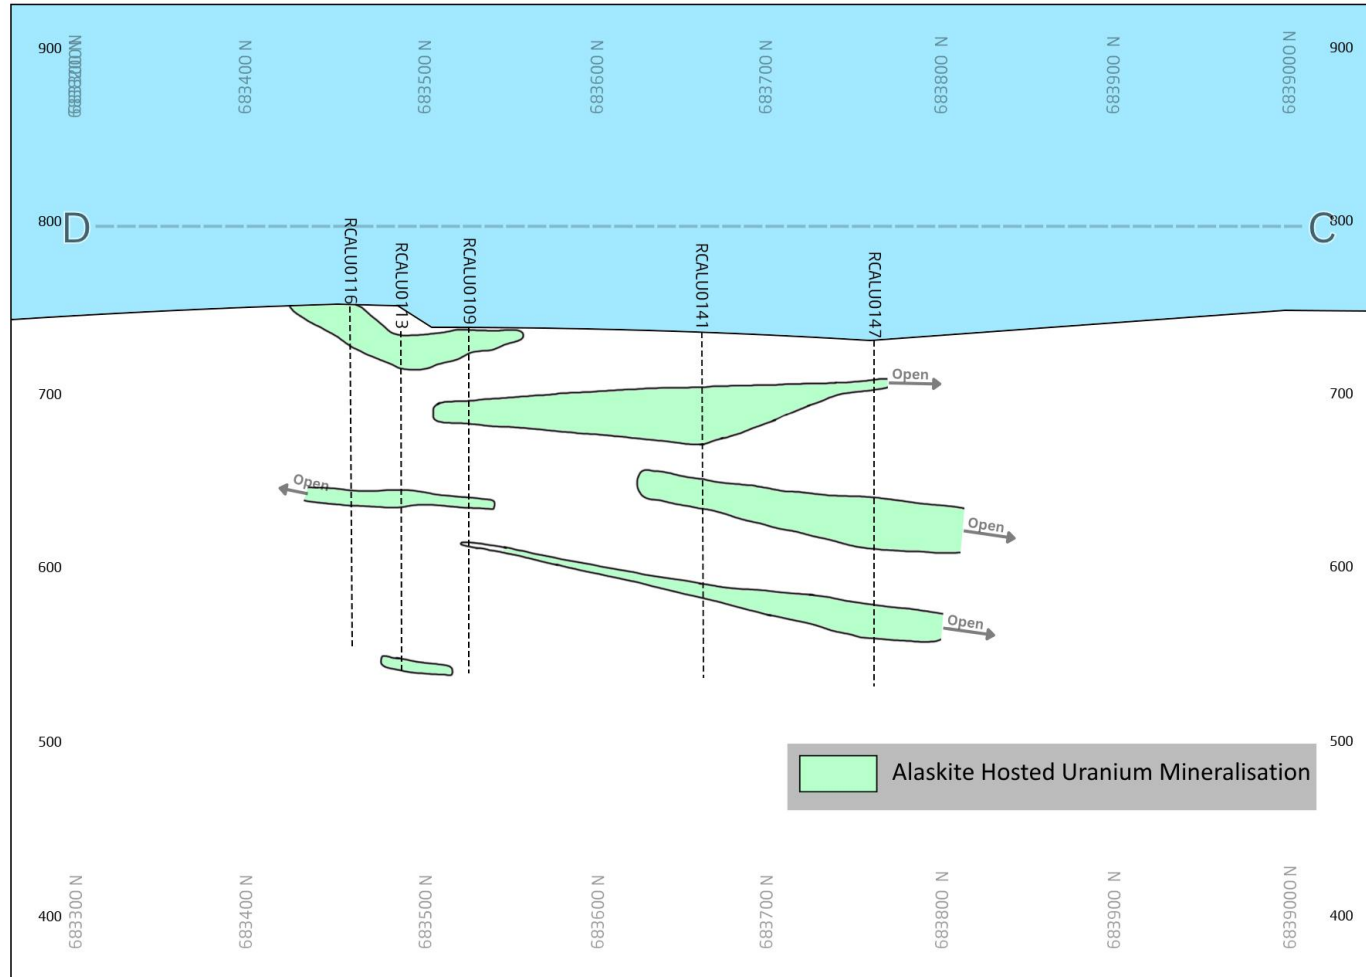 900
683400 N
683500 N
683600 N
683700 N
683800 N
683900 N
6839000 N
900
800
D
C
800
RCALU0116
RCALU0113
RCALU0109
RCALU0141
RCALU0147
700
Open
700
Open
Open
600
600
Open
500
500
Alaskite Hosted Uranium Mineralisation
683300 N
683400 N
683500 N
683600 N
683700 N
683800 N
683900 N
6839000 N
400
400